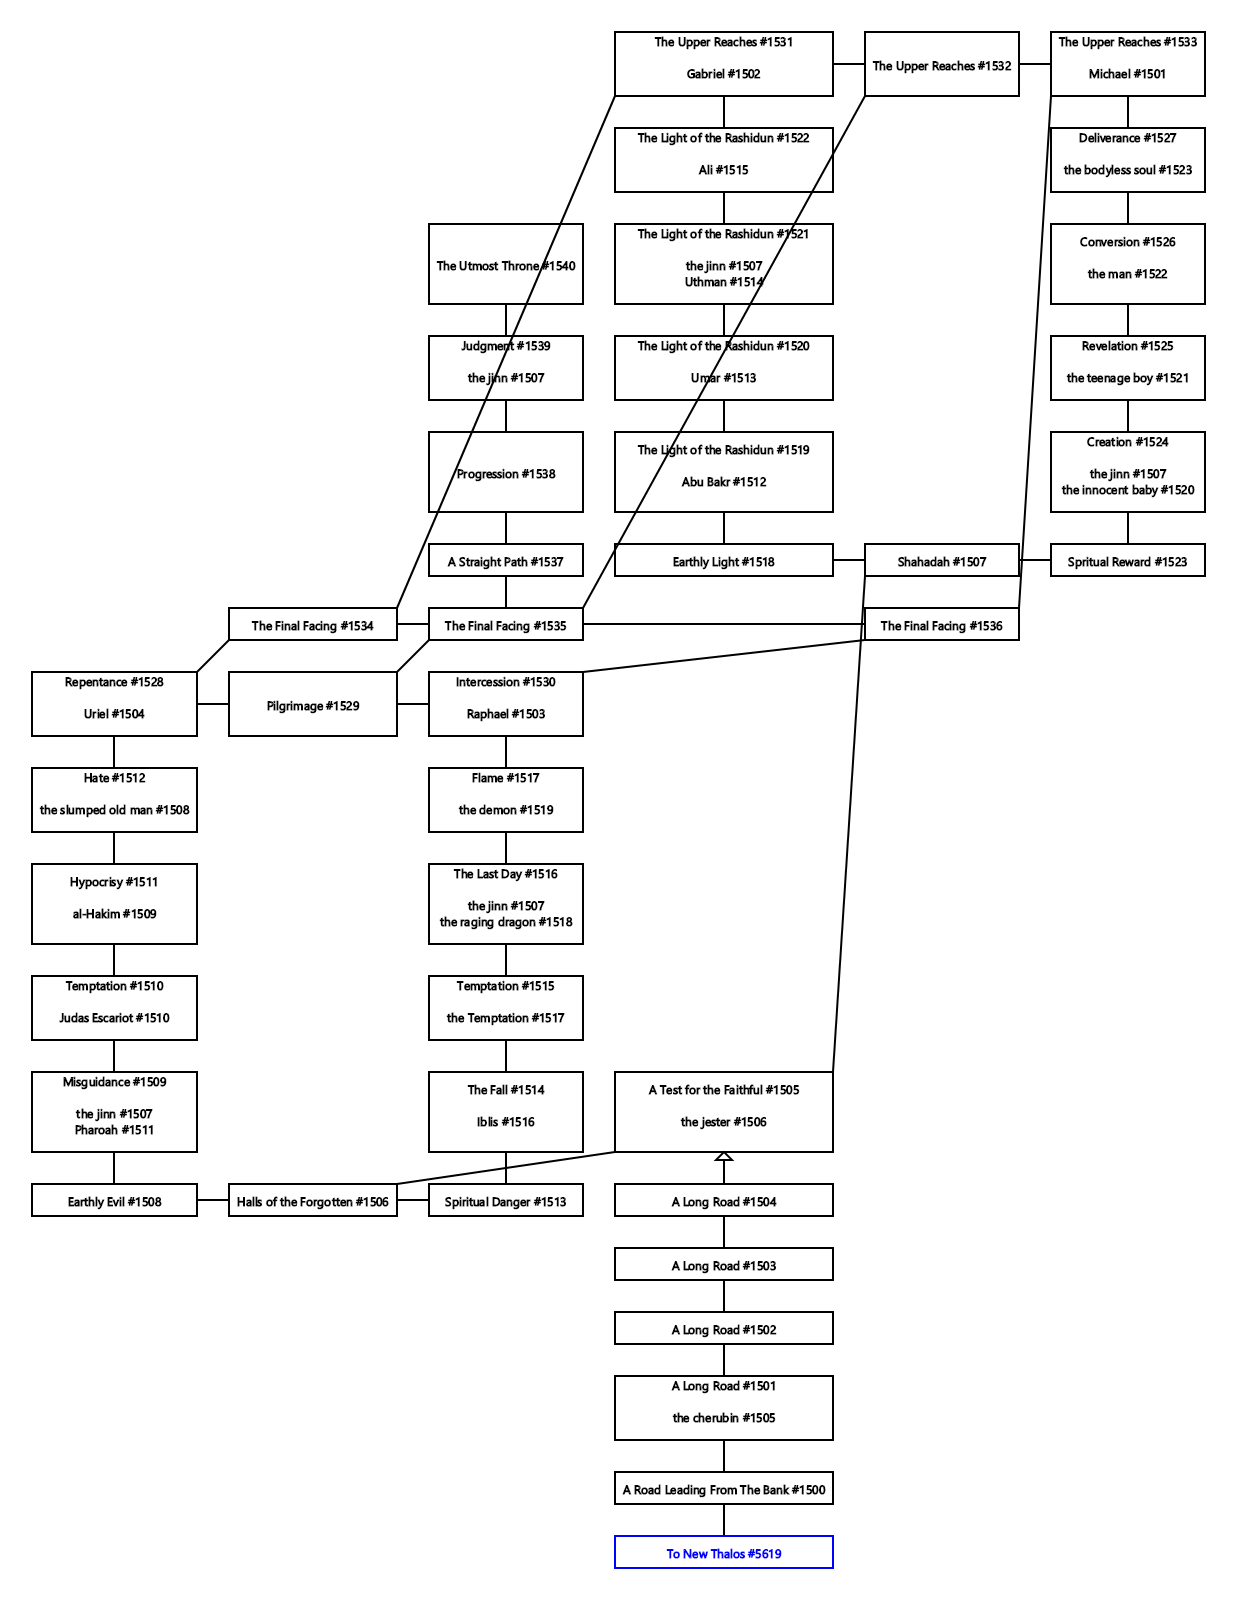 The Upper Reaches #1531
Gabriel #1502
The Upper Reaches #1532
The Upper Reaches #1533
Michael #1501
The Light of the Rashidun #1522
Ali #1515
Deliverance #1527
the bodyless soul #1523
The Utmost Throne #1540
The Light of the Rashidun #1521
the jinn #1507
Uthman #1514
Conversion #1526
the man #1522
Judgment #1539
the jinn #1507
The Light of the Rashidun #1520
Umar #1513
Revelation #1525
the teenage boy #1521
Progression #1538
The Light of the Rashidun #1519
Abu Bakr #1512
Creation #1524
the jinn #1507
the innocent baby #1520
A Straight Path #1537
Earthly Light #1518
Shahadah #1507
Spritual Reward #1523
The Final Facing #1534
The Final Facing #1535
The Final Facing #1536
Repentance #1528
Uriel #1504
Pilgrimage #1529
Intercession #1530
Raphael #1503
Hate #1512
the slumped old man #1508
Flame #1517
the demon #1519
Hypocrisy #1511
al-Hakim #1509
The Last Day #1516
the jinn #1507
the raging dragon #1518
Temptation #1510
Judas Escariot #1510
Temptation #1515
the Temptation #1517
Misguidance #1509
the jinn #1507
Pharoah #1511
The Fall #1514
Iblis #1516
A Test for the Faithful #1505
the jester #1506
Earthly Evil #1508
Halls of the Forgotten #1506
Spiritual Danger #1513
A Long Road #1504
A Long Road #1503
A Long Road #1502
A Long Road #1501
the cherubin #1505
A Road Leading From The Bank #1500
To New Thalos #5619